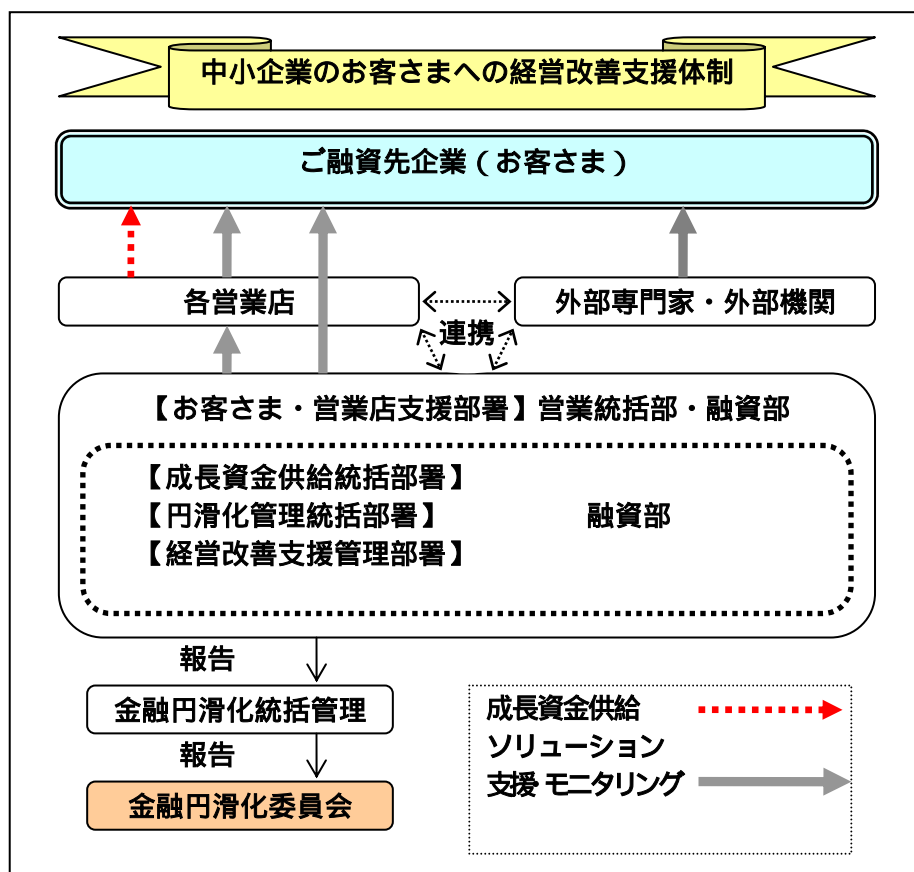 中小企業のお客さまへの経営改善支援体制
ご融資先企業（お客さま）
各営業店
外部専門家・外部機関
連携
【お客さま・営業店支援部署】営業統括部・融資部
【成長資金供給統括部署】
【円滑化管理統括部署】 融資部
【経営改善支援管理部署】
報告
金融円滑化統括管理
報告
金融円滑化委員会
成長資金供給
ソリューション
支援・モニタリング